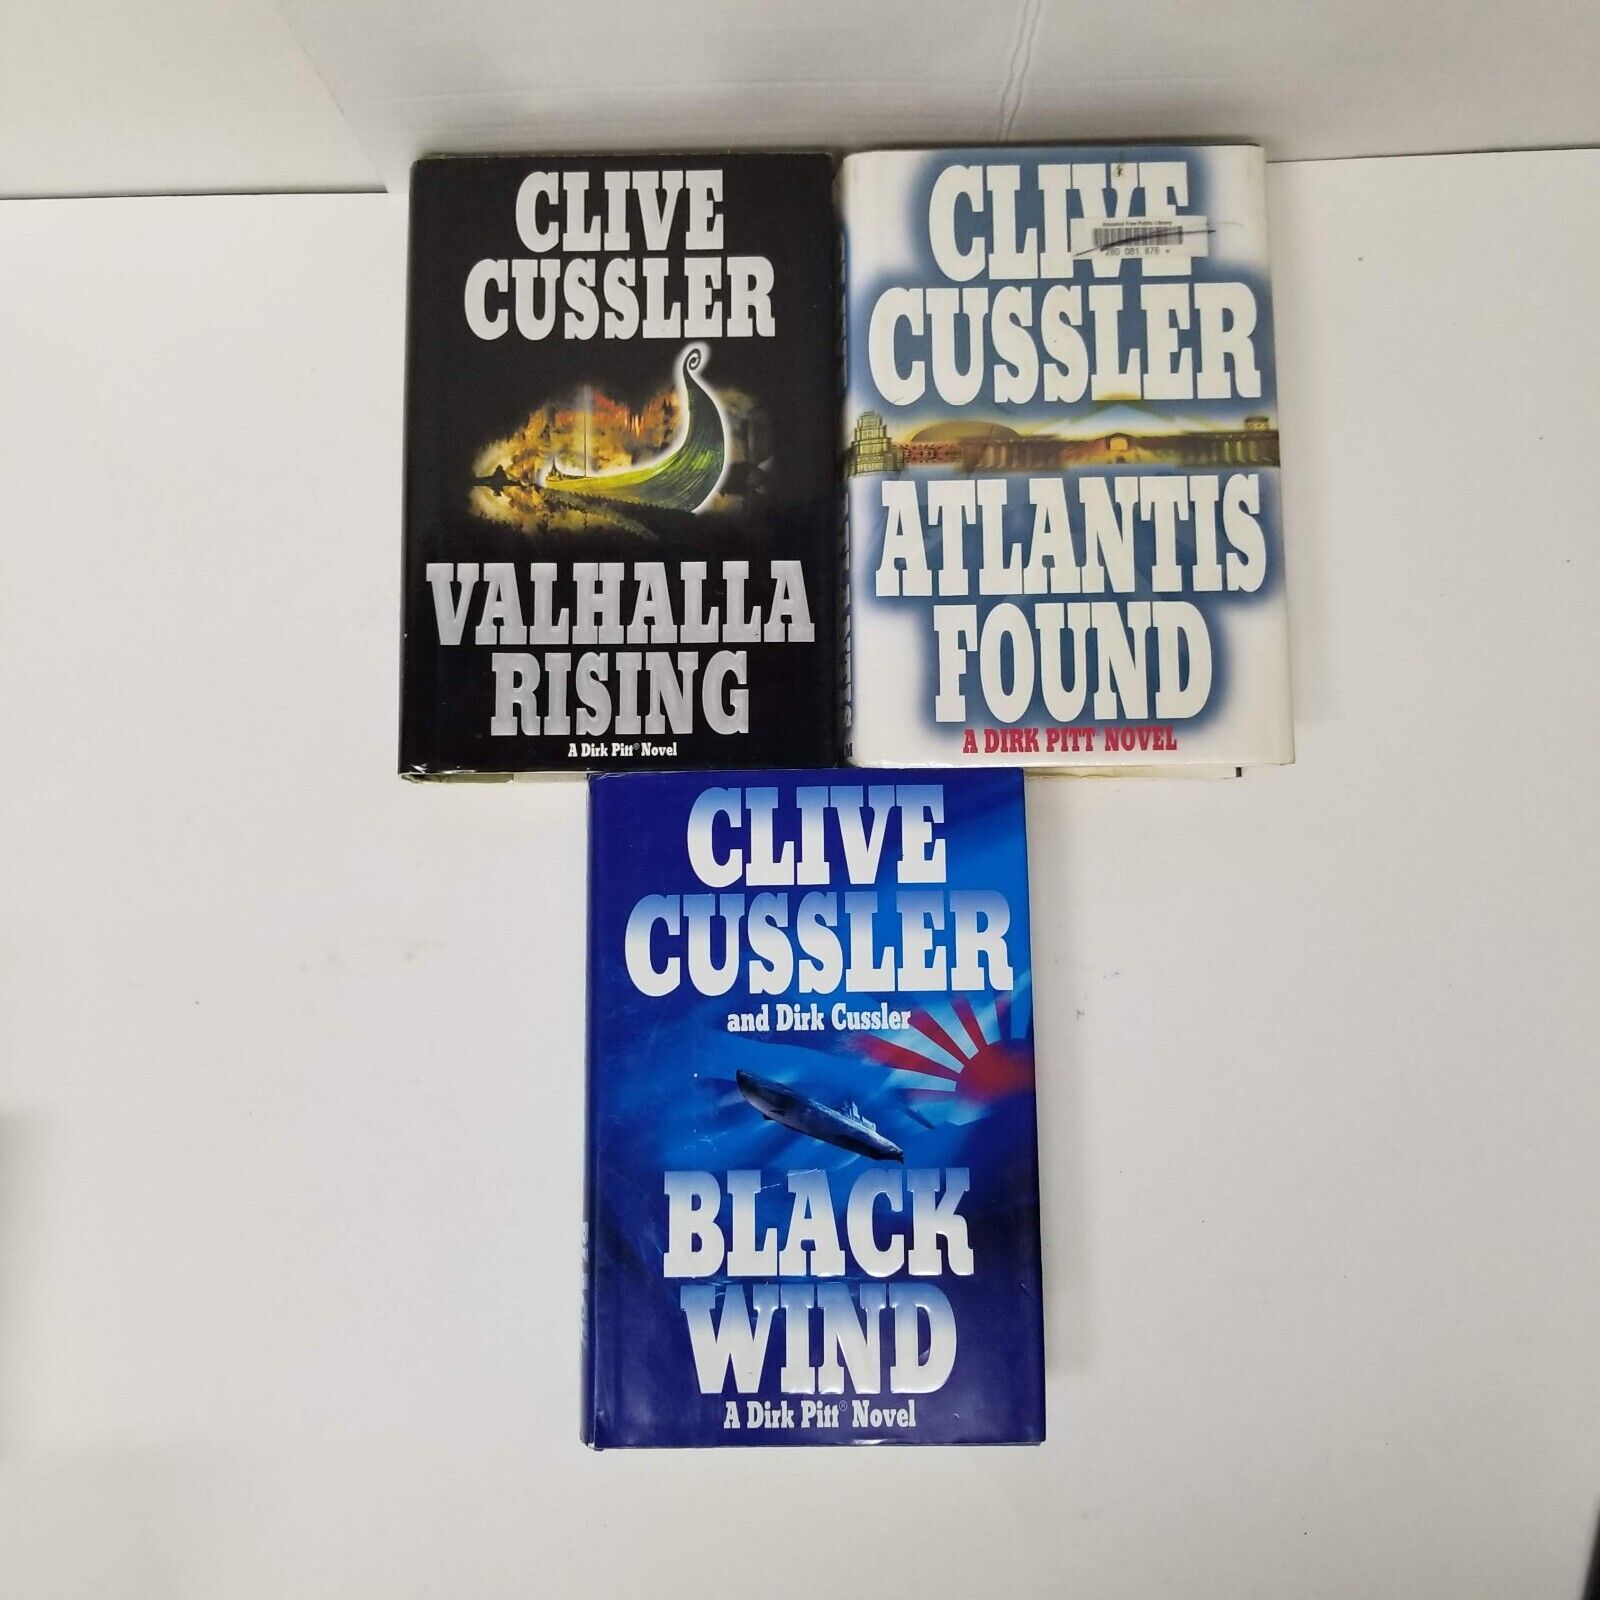 CLIVE
CUSSLER
VALHALLA
RISING
A Dirk Pitt® Novel
CLIVE
CUSSLER
ATLANTIS
FOUND
A DIRK PITT NOVEL
CLIVE
CUSSLER
and Dirk Cussler
BLACK
WIND
A Dirk Pitt® Novel